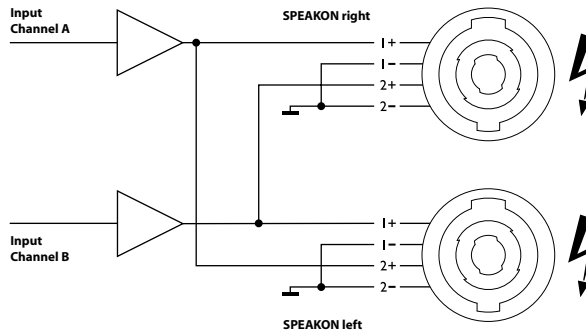 Input
Channel A
SPEAKON right
1+
1−
2+
2−
Input
Channel B
1+
1−
2+
2−
SPEAKON left